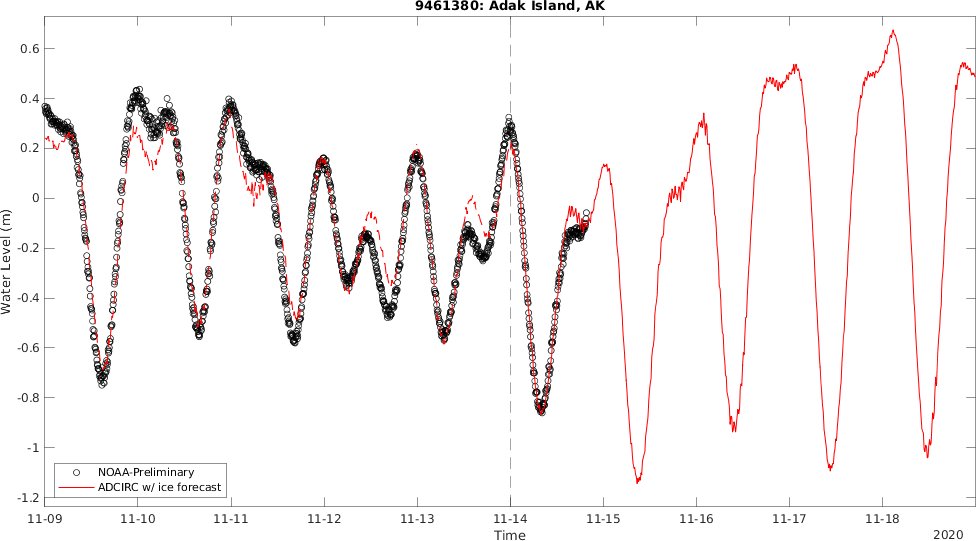 9461380: Adak Island, AK
Water Level (m)
0.6
0.4
0.2
0
-0.2
-0.4
-0.6
-0.8
-1
-1.2
NOAA-Preliminary
ADCIRC w/ ice forecast
11-09 11-10 11-11 11-12 11-13 11-14 11-15 11-16 11-17 11-18
Time
2020